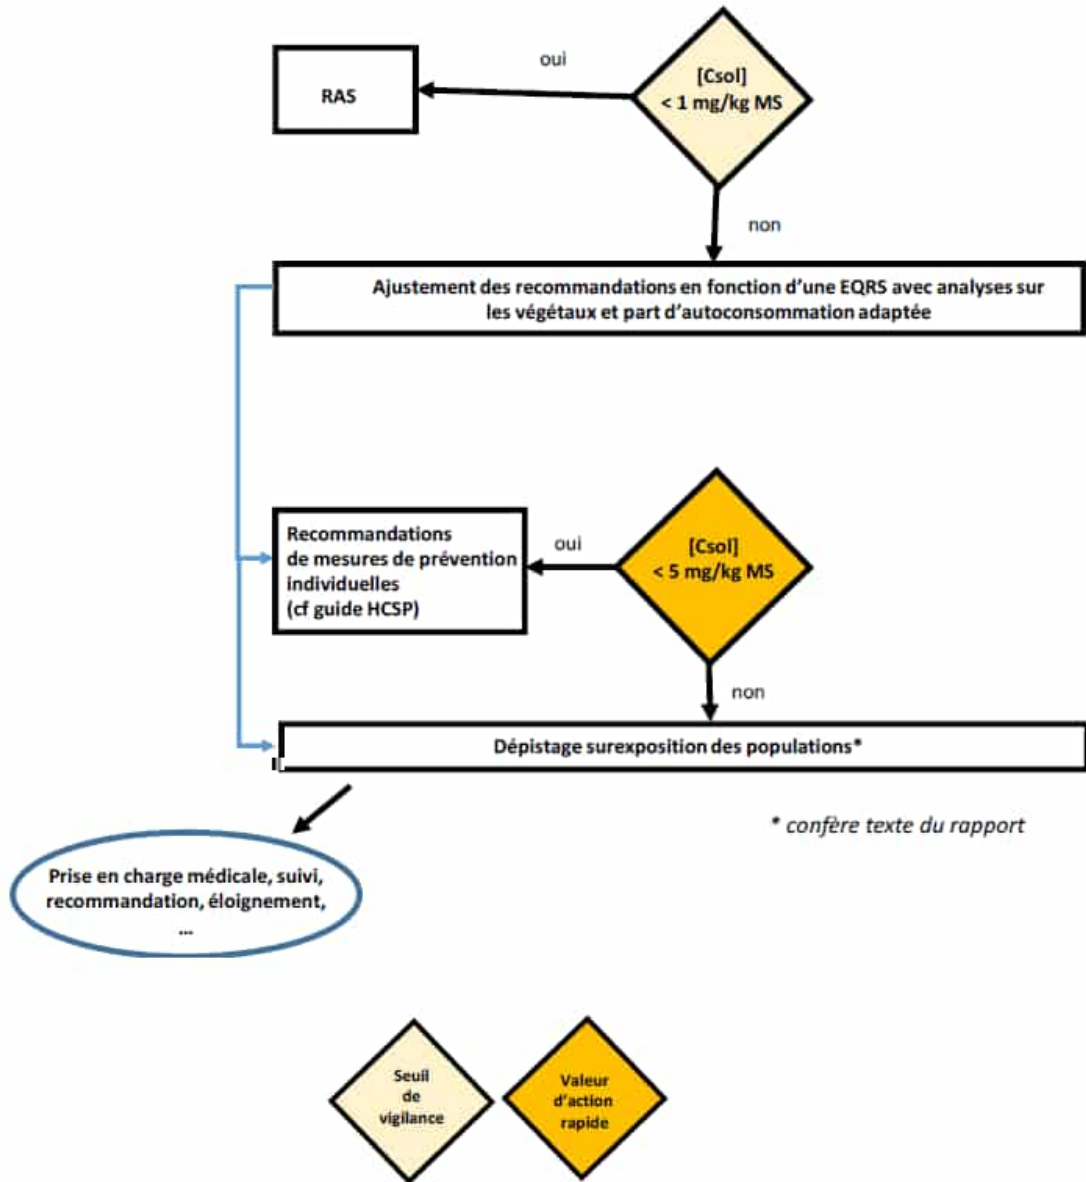 oui
[Csol]
< 1 mg/kg MS
RAS
non
Ajustement des recommandations en fonction d'une EQRS avec analyses sur
les végétaux et part d'autoconsommation adaptée
Recommandations
de mesures de prévention
individuelles
(cf guide HCSP)
oui
[Csol]
< 5 mg/kg MS
non
Dépistage surexposition des populations*
* confère texte du rapport
Prise en charge médicale, suivi,
recommandation, éloignement,
...
Seuil
de
vigilance
Valeur
d'action
rapide